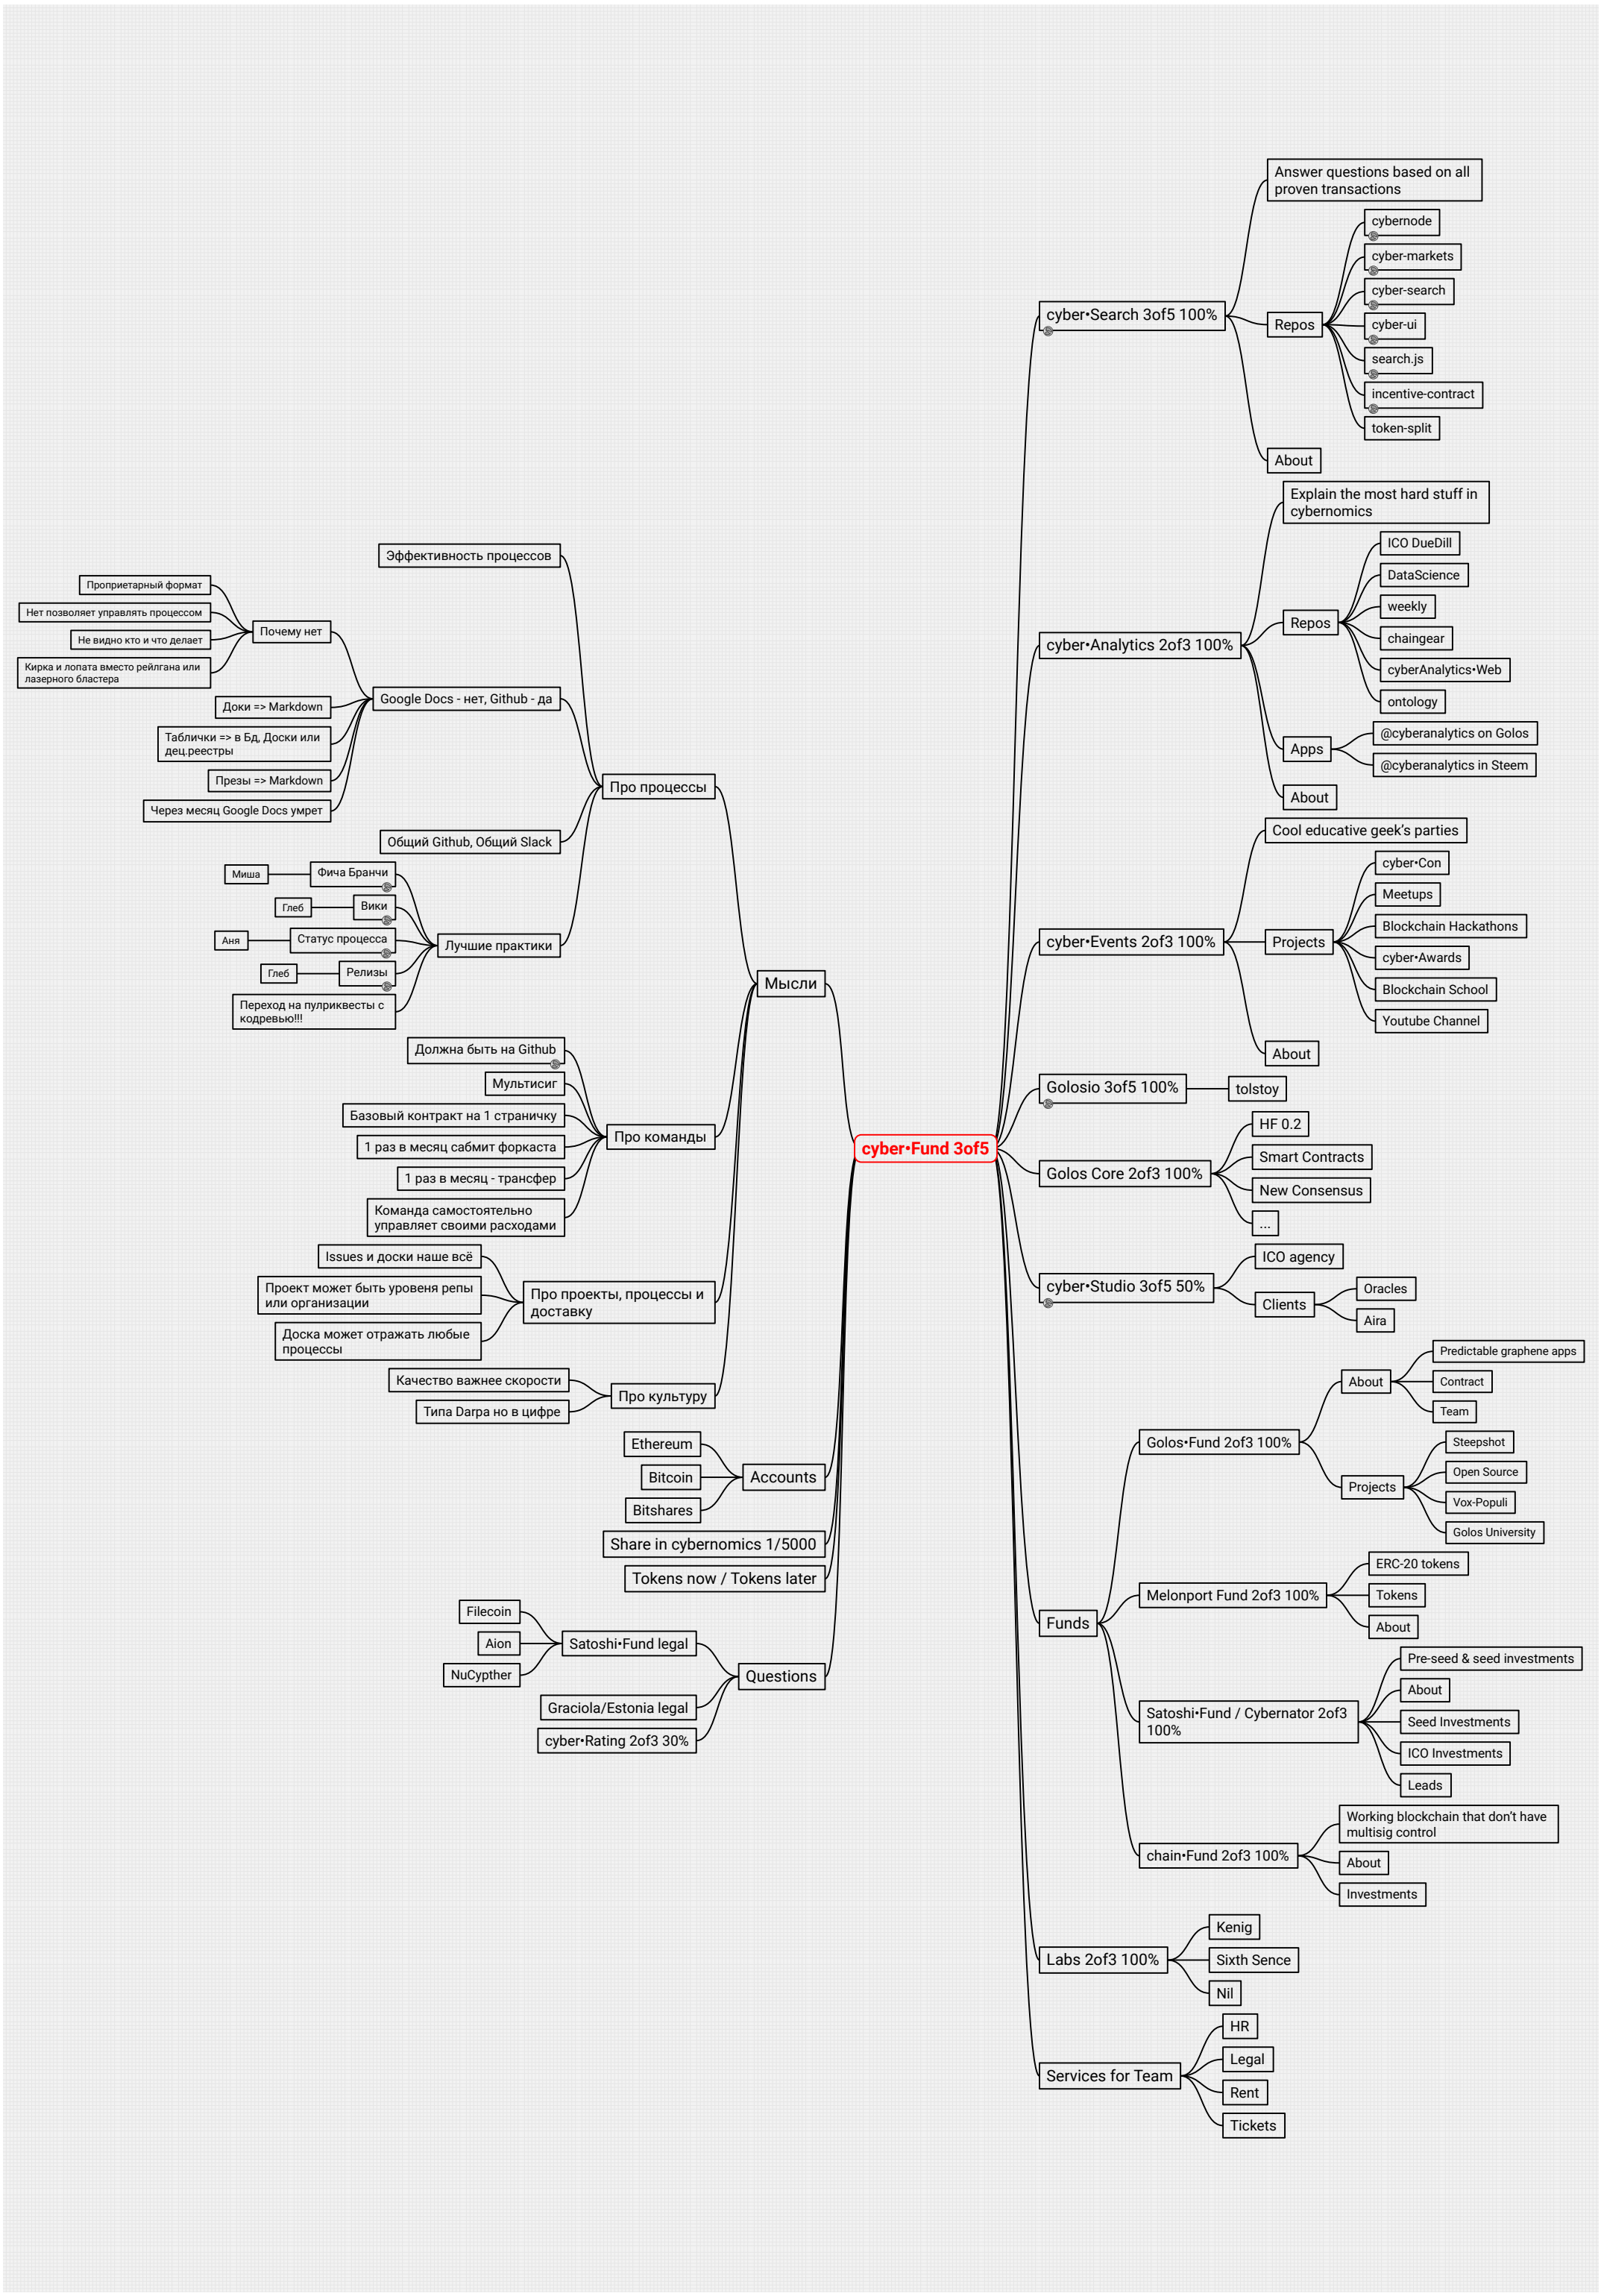 Эффективность процессов
Проприетарный формат
Нет позволяет управлять процессом
Не видно кто и что делает
Кирка и лопата вместо рейлгана или
лазерного бластера
Почему нет
Доки => Markdown
Таблички => в Бд, Доски или
дец.реестры
Презы => Markdown
Через месяц Google Docs умрет
Google Docs - нет, Github - да
Общий Github, Общий Slack
Миша
Фича Бранчи
Глеб
Вики
Аня
Статус процесса
Глеб
Релизы
Переход на пулриквесты с
кодревью!!!
Лучшие практики
Про процессы
Должна быть на Github
Мультисиг
Базовый контракт на 1 страничку
1 раз в месяц сабмит форкаста
1 раз в месяц - трансфер
Команда самостоятельно
управляет своими расходами
Про команды
Issues и доски наше всё
Проект может быть уровеня репы
или организации
Доска может отражать любые
процессы
Про проекты, процессы и
доставку
Качество важнее скорости
Типа Darpa но в цифре
Про культуру
Мысли
Ethereum
Bitcoin
Bitshares
Accounts
Share in cybernomics 1/5000
Tokens now / Tokens later
Filecoin
Aion
NuCypther
Satoshi•Fund legal
Graciola/Estonia legal
cyber•Rating 2of3 30%
Questions
cyber•Fund 3of5
cyber•Search 3of5 100%
Answer questions based on all
proven transactions
Repos
cybernode
cyber-markets
cyber-search
cyber-ui
search.js
incentive-contract
token-split
About
cyber•Analytics 2of3 100%
Explain the most hard stuff in
cybernomics
Repos
ICO DueDill
DataScience
weekly
chaingear
cyberAnalytics•Web
ontology
Apps
@cyberanalytics on Golos
@cyberanalytics in Steem
About
cyber•Events 2of3 100%
Cool educative geek's parties
Projects
cyber•Con
Meetups
Blockchain Hackathons
cyber•Awards
Blockchain School
Youtube Channel
About
Golosio 3of5 100%
tolstoy
Golos Core 2of3 100%
HF 0.2
Smart Contracts
New Consensus
...
cyber•Studio 3of5 50%
ICO agency
Clients
Oracles
Aira
Funds
Golos•Fund 2of3 100%
About
Predictable graphene apps
Contract
Team
Projects
Steepshot
Open Source
Vox-Populi
Golos University
Melonport Fund 2of3 100%
ERC-20 tokens
Tokens
About
Satoshi•Fund / Cybernator 2of3
100%
Pre-seed & seed investments
About
Seed Investments
ICO Investments
Leads
chain•Fund 2of3 100%
Working blockchain that don't have
multisig control
About
Investments
Labs 2of3 100%
Kenig
Sixth Sence
Nil
Services for Team
HR
Legal
Rent
Tickets